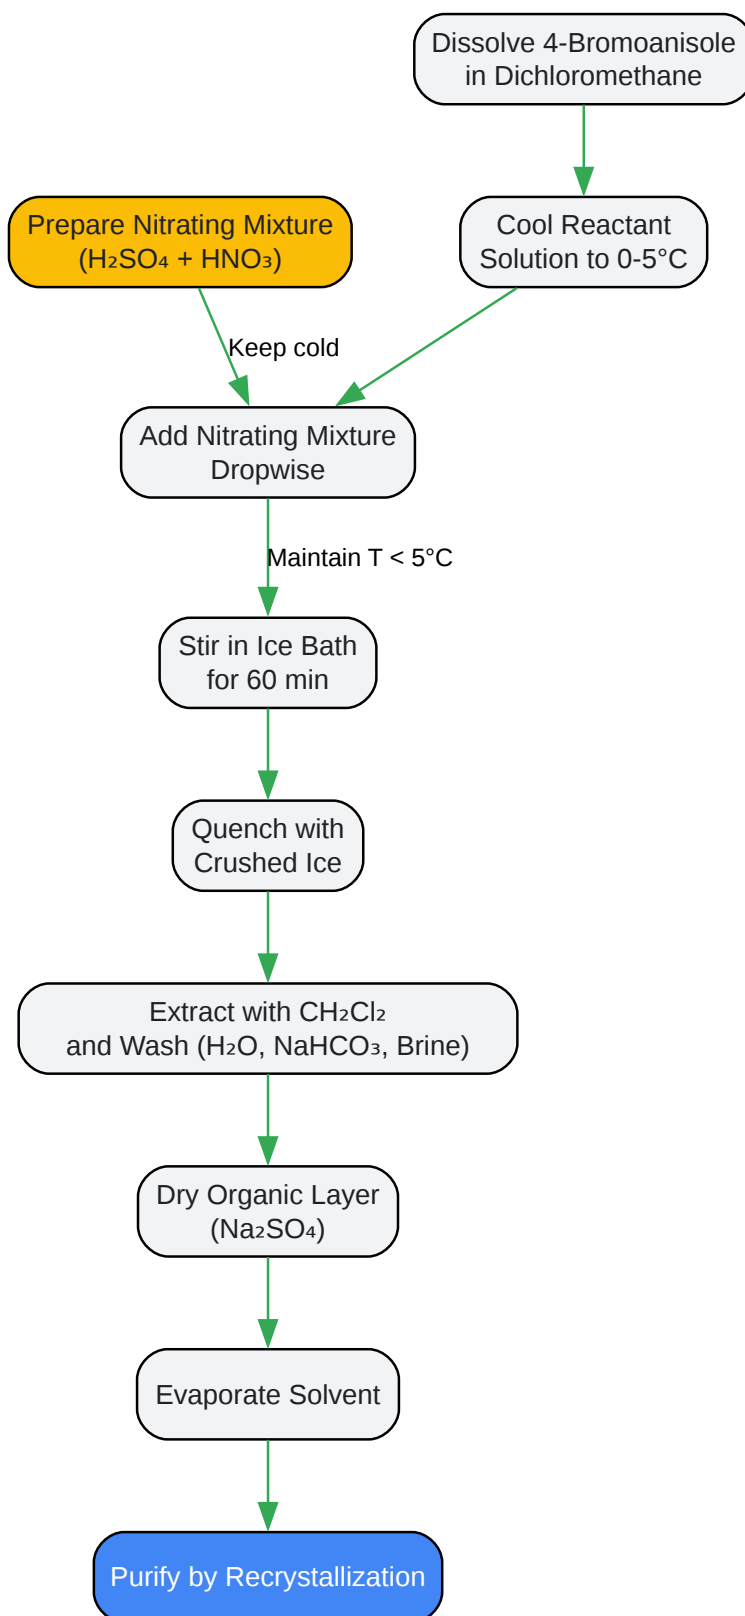 Dissolve 4-Bromoanisole
in Dichloromethane
Prepare Nitrating Mixture
(H₂SO₄ + HNO₃)
Cool Reactant
Solution to 0-5°C
Keep cold
Add Nitrating Mixture
Dropwise
Maintain T < 5°C
Stir in Ice Bath
for 60 min
Quench with
Crushed Ice
Extract with CH₂Cl₂
and Wash (H₂O, NaHCO₃, Brine)
Dry Organic Layer
(Na₂SO₄)
Evaporate Solvent
Purify by Recrystallization